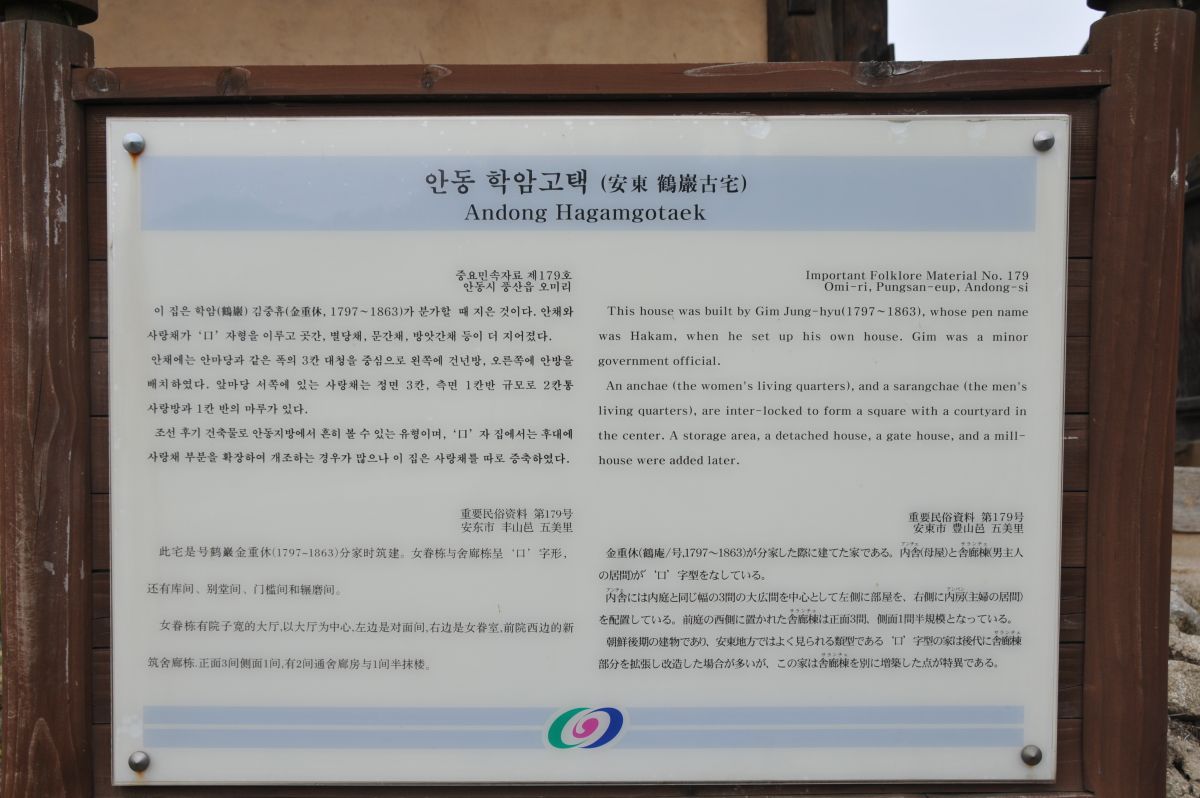 안동 학암고택 (安東 鶴巖古宅)
Andong Hagamgotaek
중요민속자료 제179호
안동시 풍산읍 오미리
이 집은 학암(鶴巖) 김중휴(金重休, 1797～1863)가 분가할 때 지은 것이다. 안채와
사랑채가 ‘口’자형을 이루고 곳간, 별당채, 문간채, 방앗간채 등이 더 지어졌다.
안채에는 안마당과 같은 폭의 3칸 대청을 중심으로 왼쪽에 건넌방, 오른쪽에 안방을
배치하였다. 앞마당 서쪽에 있는 사랑채는 정면 3칸, 측면 1칸반 규모로 2칸통
사랑방과 1칸 반의 마루가 있다.
조선 후기 건축물로 안동지방에서 흔히 볼 수 있는 유형이며, ‘口’자 집에서는 후대에
사랑채 부분을 확장하여 개조하는 경우가 많으나 이 집은 사랑채를 따로 증축하였다.
Important Folklore Material No. 179
Omi-ri, Pungsan-eup, Andong-si
This house was built by Gim Jung-hyu(1797～1863), whose pen name
was Hakam, when he set up his own house. Gim was a minor
government official.
An anchae (the women's living quarters), and a sarangchae (the men's
living quarters), are inter-locked to form a square with a courtyard in
the center. A storage area, a detached house, a gate house, and a mill-
house were added later.
重要民俗资料 第179号
安东市 丰山邑 五美里
此宅是号鹤巖金重休(1797~1863)分家时筑建。女眷栋与舍廊栋呈‘口’字形，
还有库间、别堂间、门槛间和辗磨间。
女眷栋有院子宽的大厅,以大厅为中心,左边是对面间,右边是女眷室,前院西边的新
筑舍廊栋.正面3间侧面1间,有2间通舍廊房与1间半抹楼。
重要民俗資料 第179号
安東市 豊山邑 五美里
金重休(鶴庵/号,1797～1863)が分家した際に建てた家である。内舎(母屋)と舎廊棟(男主人
の居間)が‘口’字型をなしている。
内舎には内庭と同じ幅の3間の大広間を中心として左側に部屋を、右側に内房(主婦の居間)
を配置している。前庭の西側に置かれた舎廊棟は正面3間、側面1間半規模となっている。
朝鮮後期の建物であり、安東地方ではよく見られる類型である‘口’字型の家は後代に舎廊棟
部分を拡張し改造した場合が多いが、この家は舎廊棟を別に増築した点が特異である。